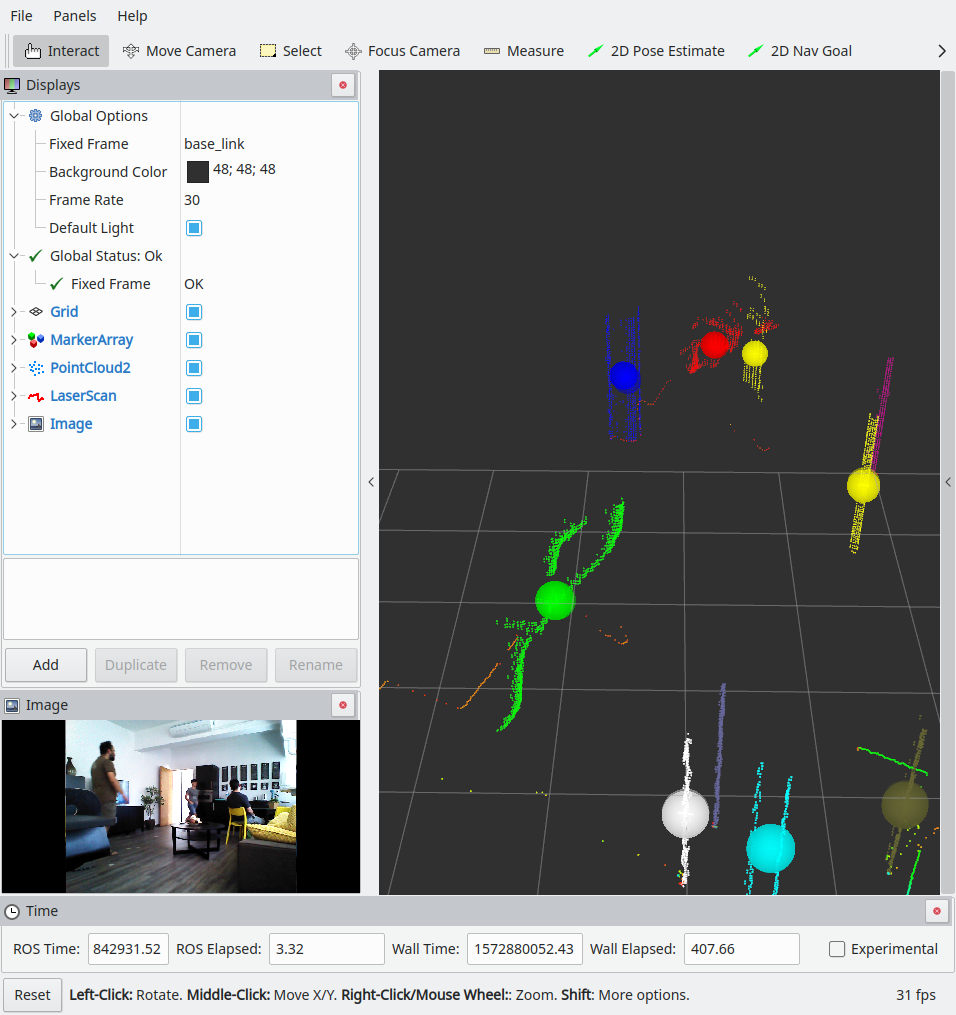 File Panels Help
Interact Move Camera Select Focus Camera Measure 2D Pose Estimate 2D Nav Goal
Displays
Global Options
Fixed Frame base_link
Background Color 48; 48; 48
Frame Rate 30
Default Light
Global Status: Ok
Fixed Frame OK
Grid
MarkerArray
PointCloud2
LaserScan
Image
Add Duplicate Remove Rename
Image
Time
ROS Time: 842931.52 ROS Elapsed: 3.32 Wall Time: 1572880052.43 Wall Elapsed: 407.66 Experimental
Reset Left-Click: Rotate. Middle-Click: Move X/Y. Right-Click/Mouse Wheel:: Zoom. Shift: More options. 31 fps